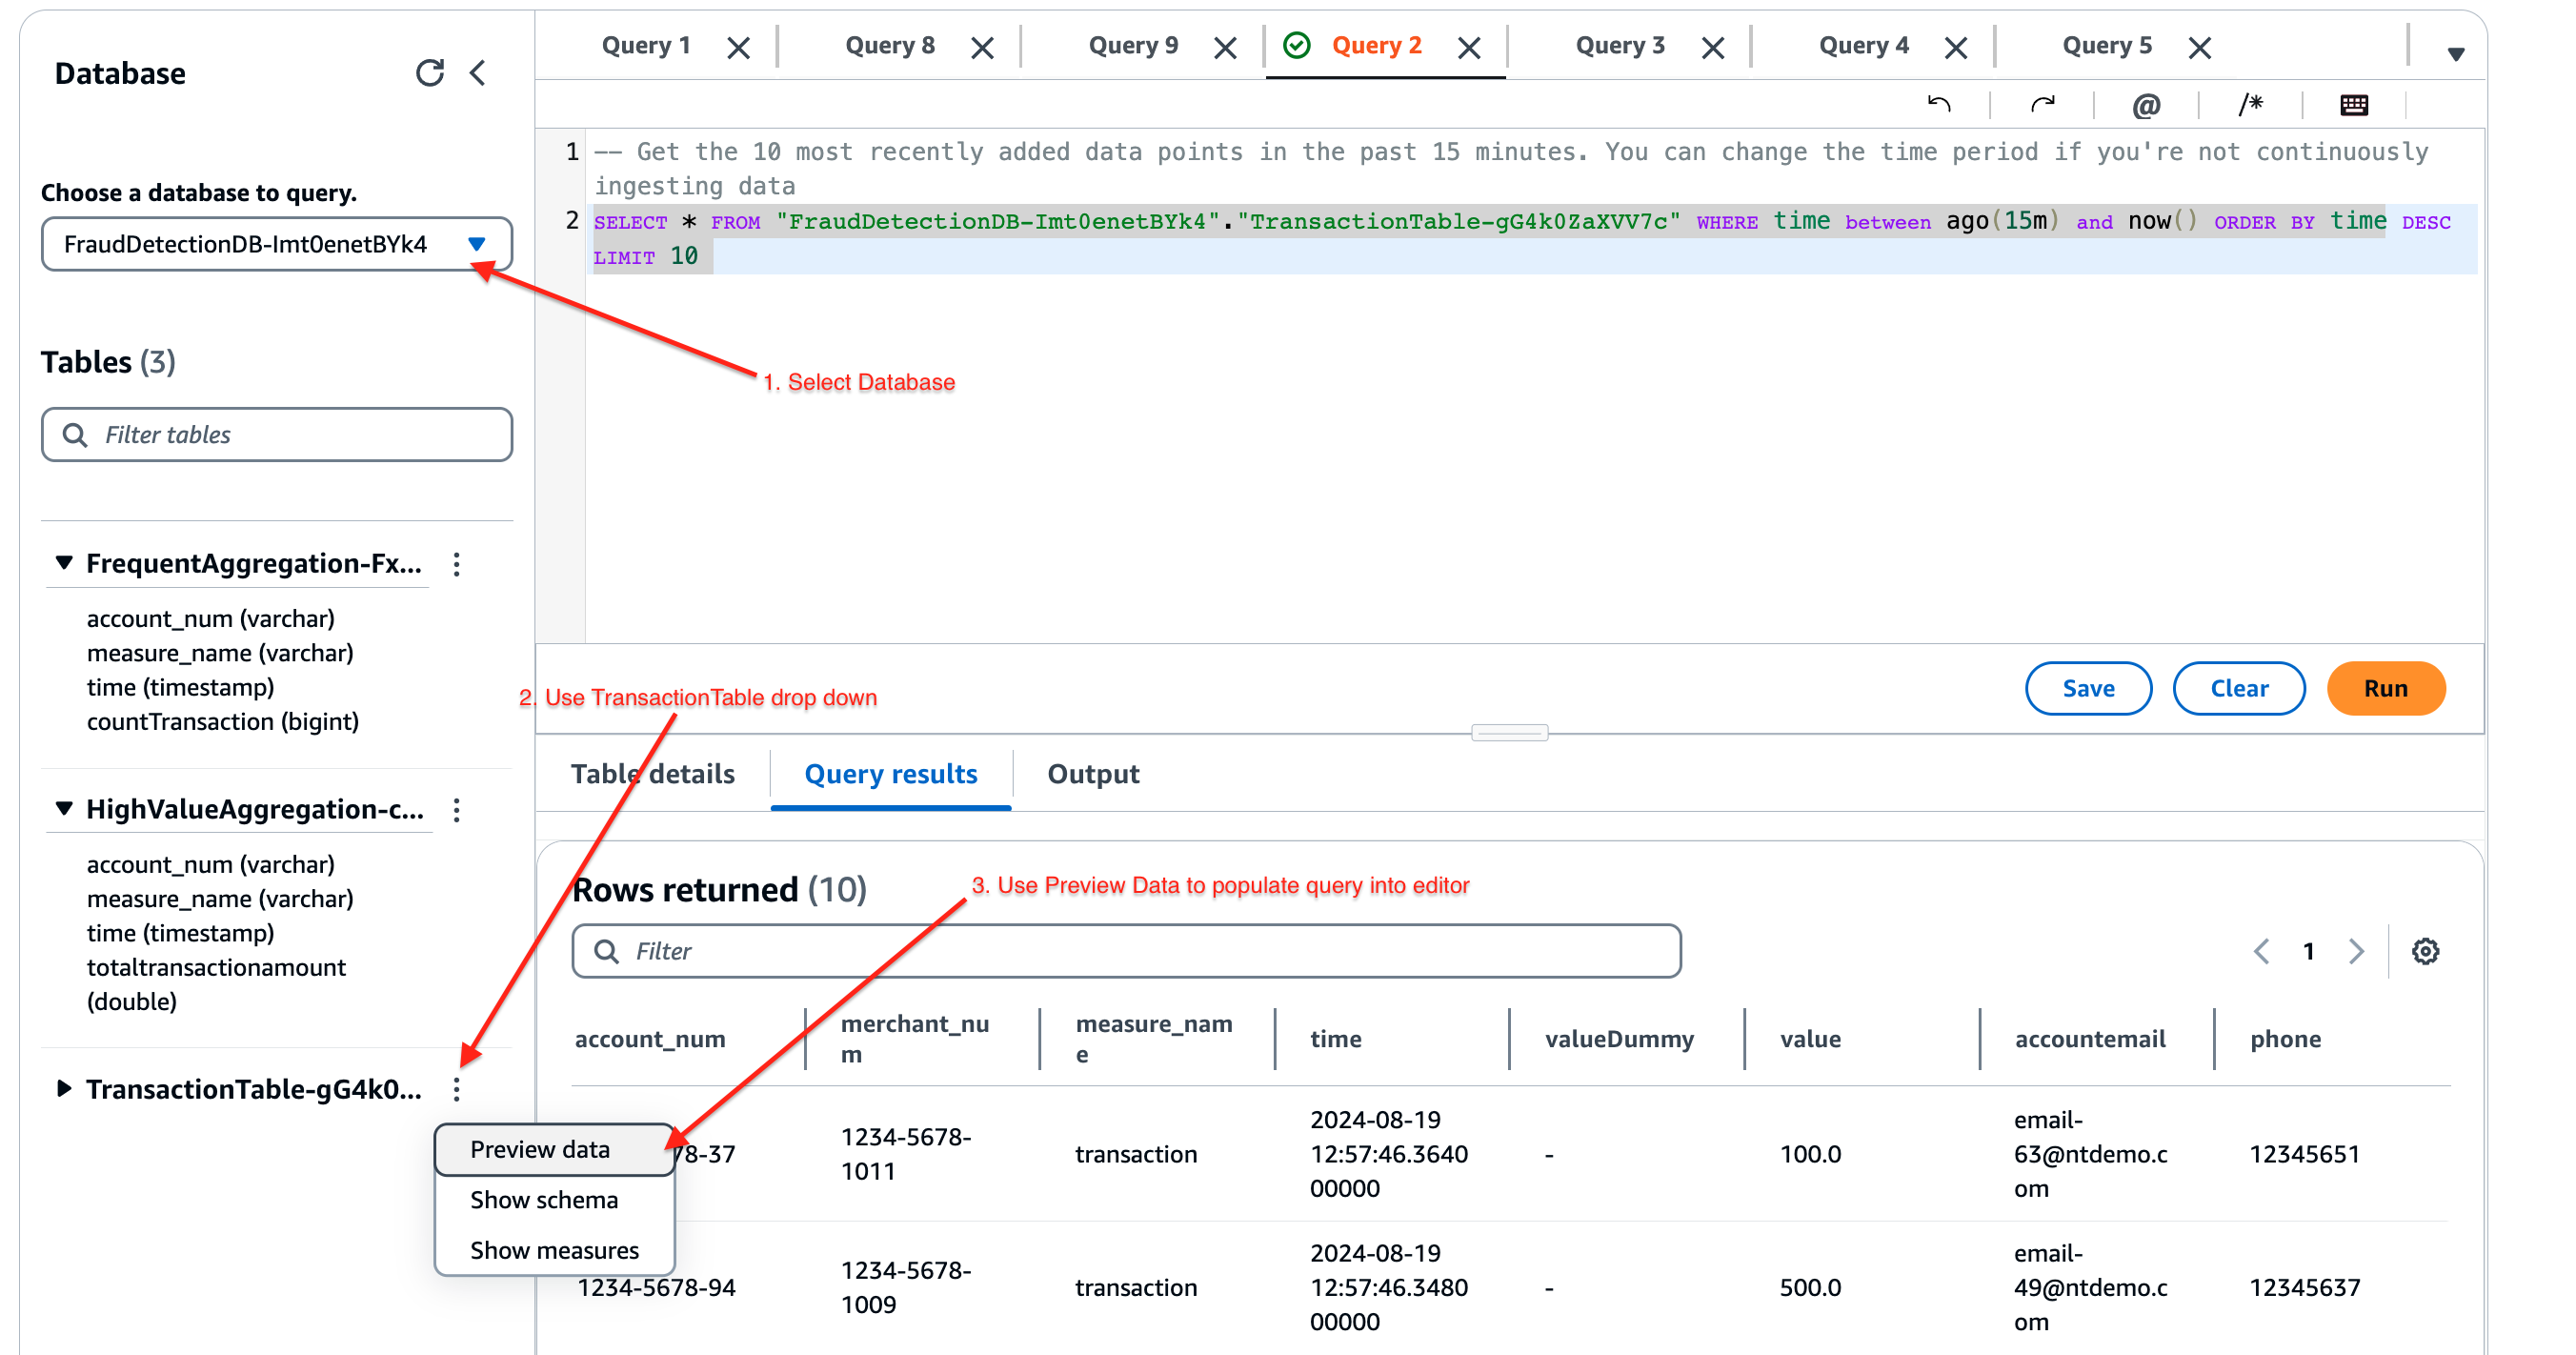 Database
Choose a database to query.
FraudDetectionDB-Imt0enetBYk4
Tables (3)
Filter tables
FrequentAggregation-Fx...
account_num (varchar)
measure_name (varchar)
time (timestamp)
countTransaction (bigint)
HighValueAggregation-c...
account_num (varchar)
measure_name (varchar)
time (timestamp)
totaltransactionamount
(double)
TransactionTable-gG4k0...
Preview data
Show schema
Show measures
Query 1
Query 8
Query 9
Query 2
Query 3
Query 4
Query 5
@
/*
1 -- Get the 10 most recently added data points in the past 15 minutes. You can change the time period if you're not continuously
ingesting data
2 SELECT * FROM "FraudDetectionDB-Imt0enetBYk4"."TransactionTable-gG4k0ZaXVV7c" WHERE time between ago(15m) and now() ORDER BY time DESC
LIMIT 10
1. Select Database
2. Use TransactionTable drop down
Save
Clear
Run
Table details
Query results
Output
Rows returned (10)
3. Use Preview Data to populate query into editor
Filter
1
account_num
merchant_nu
m
measure_nam
e
time
valueDummy
value
accountemail
phone
78-37
1234-5678-
1011
transaction
2024-08-19
12:57:46.3640
00000
-
100.0
email-
63@ntdemo.c
om
12345651
1234-5678-94
1234-5678-
1009
transaction
2024-08-19
12:57:46.3480
00000
-
500.0
email-
49@ntdemo.c
om
12345637